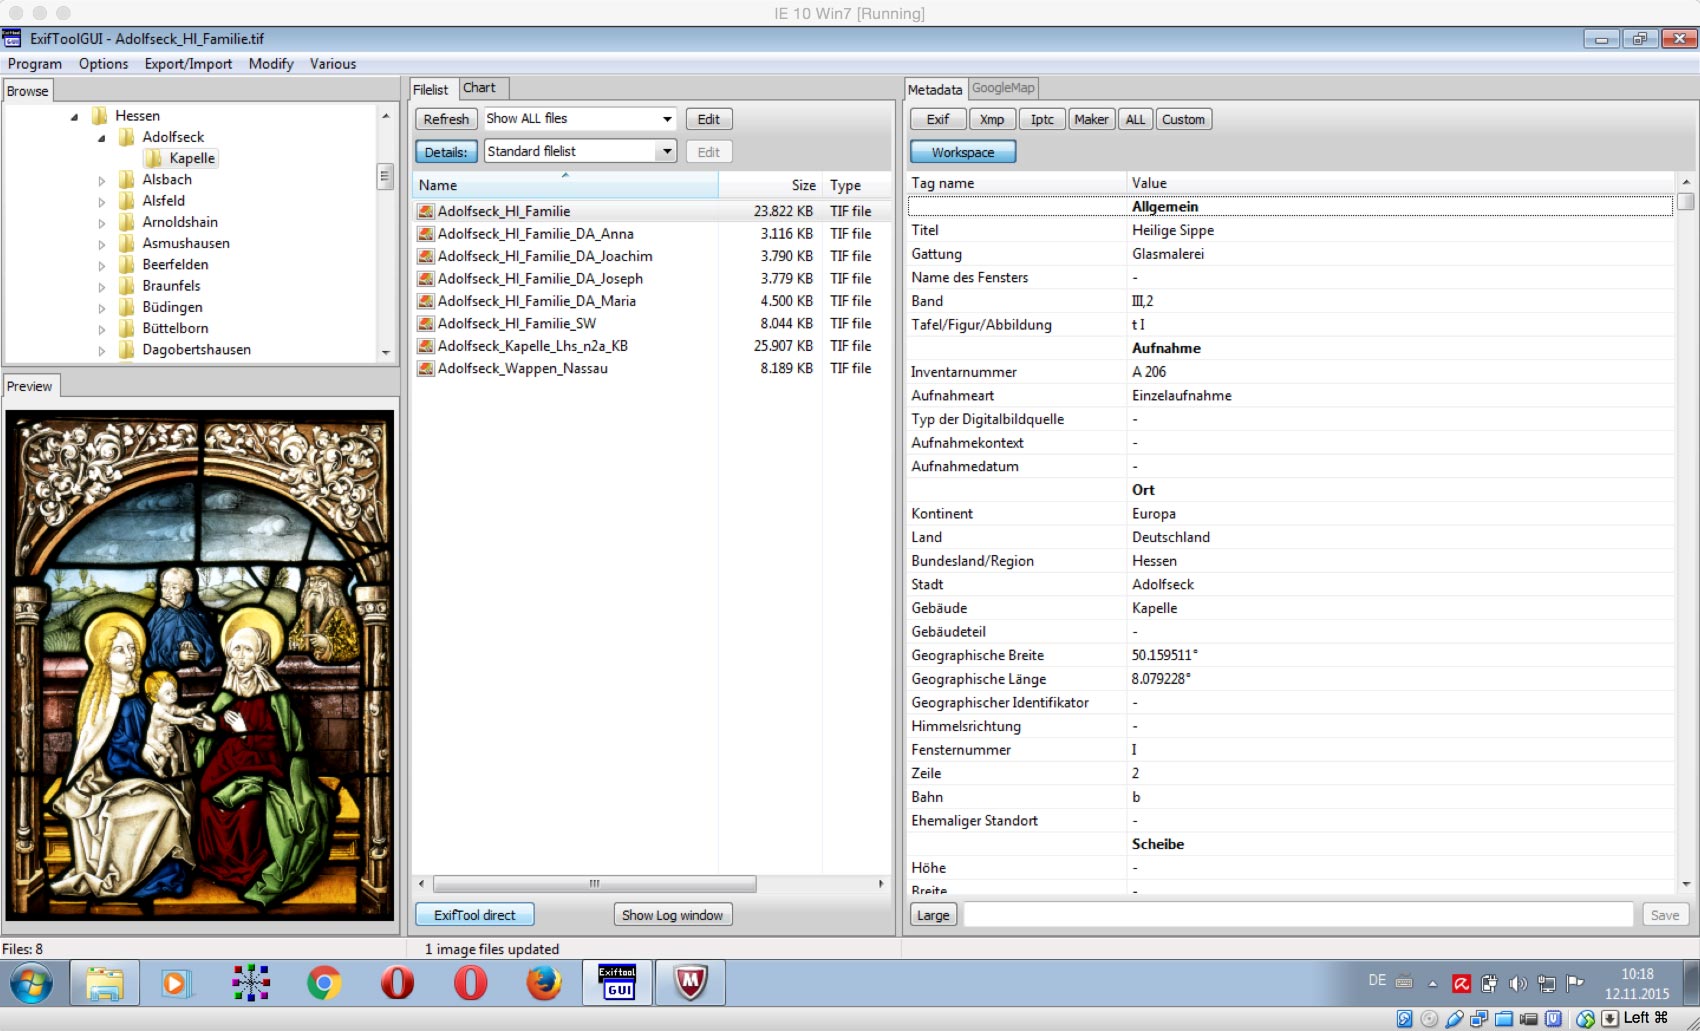 IE 10 Win7 [Running]
ExifToolGUI - Adolfseck_HI_Familie.tif
Program Options Export/Import Modify Various
Browse
Hessen
Adolfseck
Kapelle
Alsbach
Alsfeld
Arnoldshain
Asmushausen
Beerfelden
Braunfels
Büdingen
Büttelborn
Dagobertshausen
Preview
Filelist Chart
Refresh Show ALL files Edit
Details: Standard filelist Edit
Name Size Type
Adolfseck_HI_Familie 23.822 KB TIF file
Adolfseck_HI_Familie_DA_Anna 3.116 KB TIF file
Adolfseck_HI_Familie_DA_Joachim 3.790 KB TIF file
Adolfseck_HI_Familie_DA_Joseph 3.779 KB TIF file
Adolfseck_HI_Familie_DA_Maria 4.500 KB TIF file
Adolfseck_HI_Familie_SW 8.044 KB TIF file
Adolfseck_Kapelle_Lhs_n2a_KB 25.907 KB TIF file
Adolfseck_Wappen_Nassau 8.189 KB TIF file
ExifTool direct Show Log window
Metadata GoogleMap
Exif Xmp Iptc Maker ALL Custom
Workspace
Tag name Value
Allgemein
Titel Heilige Sippe
Gattung Glasmalerei
Name des Fensters -
Band III,2
Tafel/Figur/Abbildung t I
Aufnahme
Inventarnummer A 206
Aufnahmeart Einzelaufnahme
Typ der Digitalbildquelle -
Aufnahmekontext -
Aufnahmedatum -
Ort
Kontinent Europa
Land Deutschland
Bundesland/Region Hessen
Stadt Adolfseck
Gebäude Kapelle
Gebäudeteil -
Geographische Breite 50.159511°
Geographische Länge 8.079228°
Geographischer Identifikator -
Himmelsrichtung -
Fensternummer I
Zeile 2
Bahn b
Ehemaliger Standort -
Scheibe
Höhe -
Breite -
Large Save
Files: 8 1 image files updated
Exiftool
GUI
DE 10:18
12.11.2015
Left ⌘